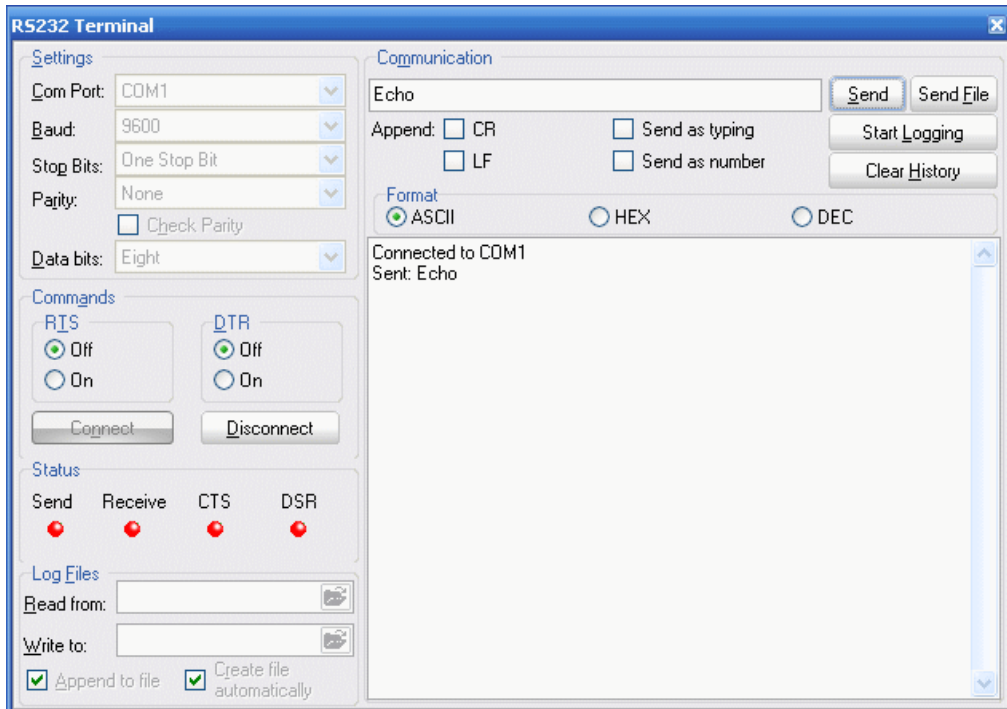 RS232 Terminal
Settings
Com Port: COM1
Baud: 9600
Stop Bits: One Stop Bit
Parity: None
Check Parity
Data bits: Eight
Commands
RTS
Off
On
DTR
Off
On
Connect
Disconnect
Status
Send Receive CTS DSR
Log Files
Read from:
Write to:
Append to file
Create file
automatically
Communication
Echo
Send Send File
Append: CR Send as typing
LF Send as number
Start Logging
Clear History
Format
ASCII HEX DEC
Connected to COM1
Sent: Echo